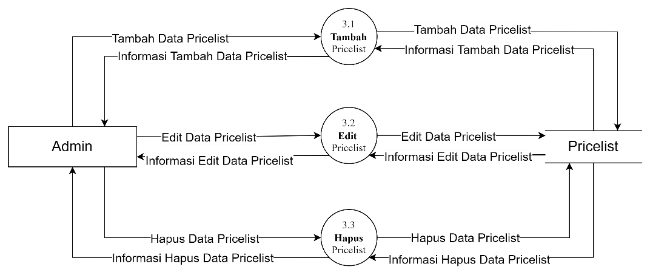 3.1
Tambah
Pricelist
Tambah Data Pricelist
Tambah Data Pricelist
Informasi Tambah Data Pricelist
Informasi Tambah Data Pricelist
3.2
Edit
Pricelist
Admin
Edit Data Pricelist
Edit Data Pricelist
Pricelist
Informasi Edit Data Pricelist
Informasi Edit Data Pricelist
3.3
Hapus
Pricelist
Hapus Data Pricelist
Hapus Data Pricelist
Informasi Hapus Data Pricelist
Informasi Hapus Data Pricelist